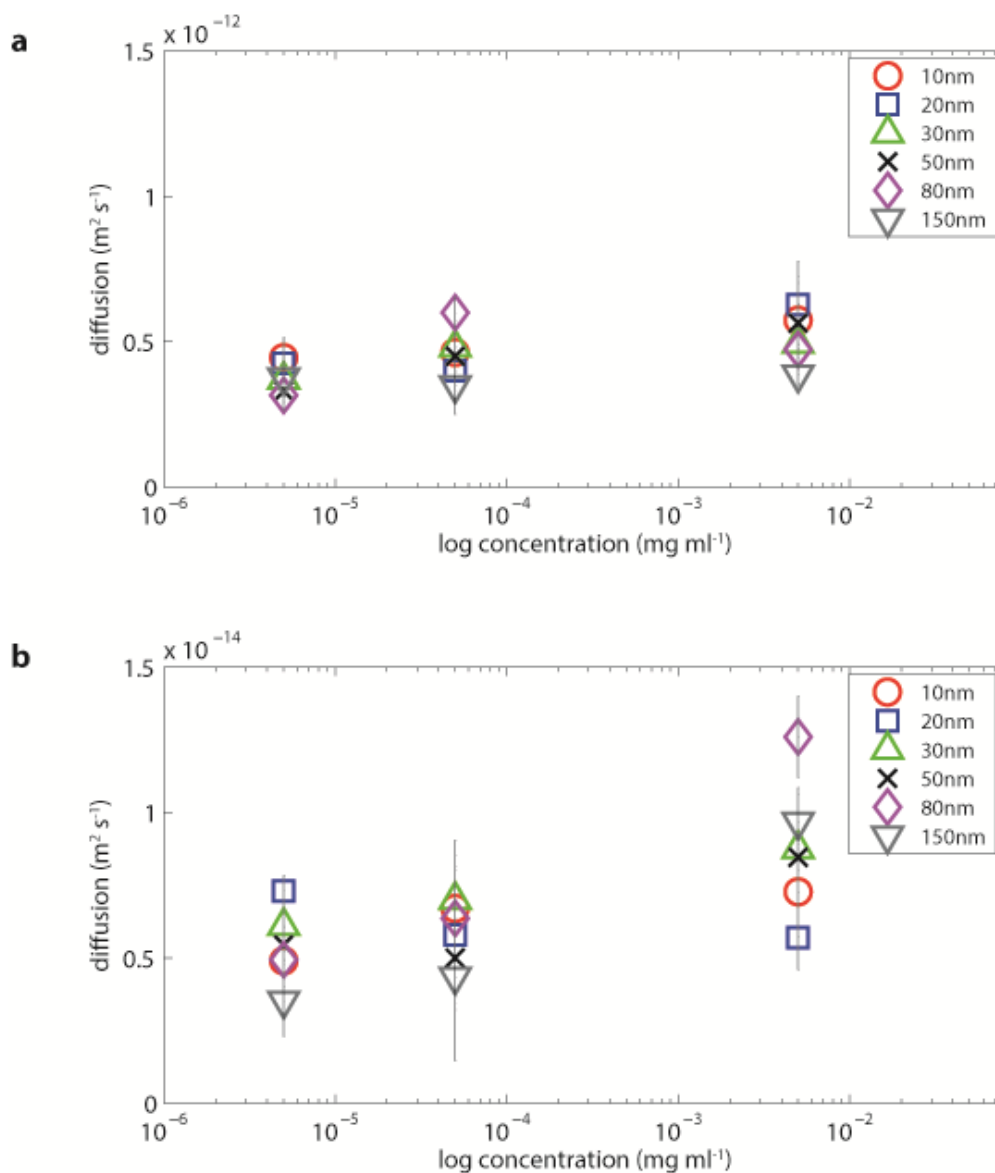 a
x 10⁻¹²
1.5
1
0.5
0
diffusion (m² s⁻¹)
10⁻⁶
10⁻⁵
10⁻⁴
10⁻³
10⁻²
log concentration (mg ml⁻¹)
10nm
20nm
30nm
50nm
80nm
150nm
b
x 10⁻¹⁴
1.5
1
0.5
0
diffusion (m² s⁻¹)
10⁻⁶
10⁻⁵
10⁻⁴
10⁻³
10⁻²
log concentration (mg ml⁻¹)
10nm
20nm
30nm
50nm
80nm
150nm